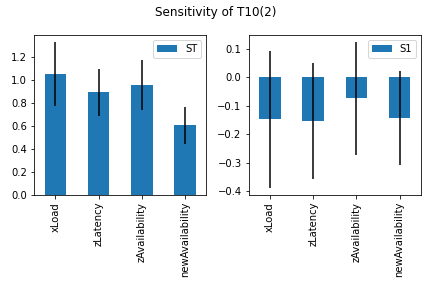 Sensitivity of T10(2)
ST
1.2
1.0
0.8
0.6
0.4
0.2
0.0
xLoad
zLatency
zAvailability
newAvailability
S1
0.1
0.0
−0.1
−0.2
−0.3
−0.4
xLoad
zLatency
zAvailability
newAvailability